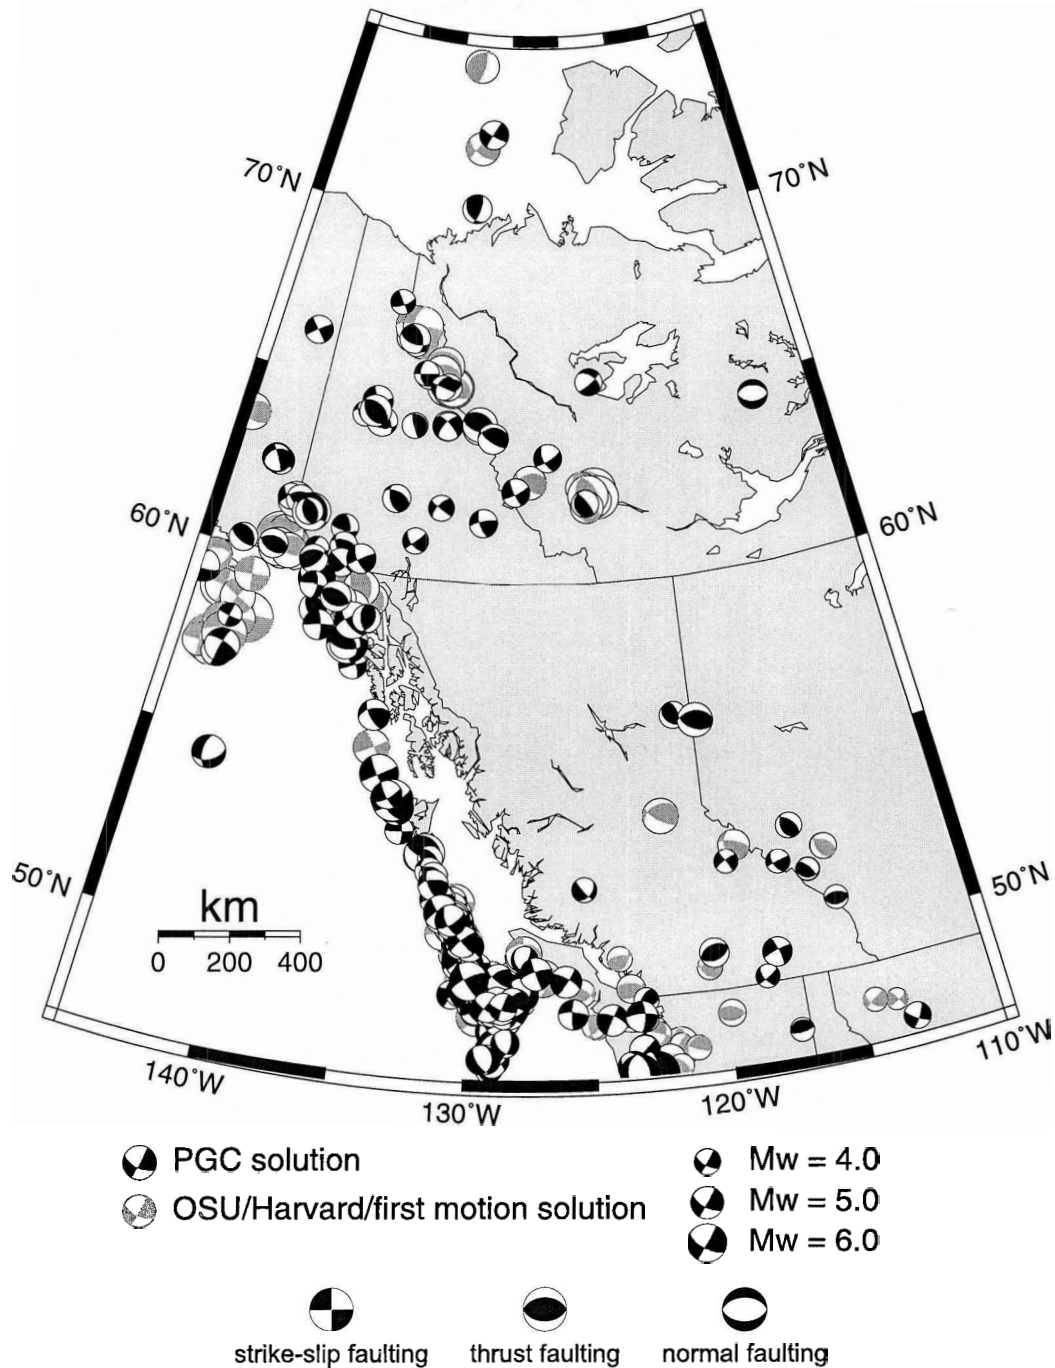 70°N
70°N
60°N
60°N
50°N
50°N
km
0 200 400
140°W
130°W
120°W
110°W
PGC solution
OSU/Harvard/first motion solution
Mw = 4.0
Mw = 5.0
Mw = 6.0
strike-slip faulting
thrust faulting
normal faulting